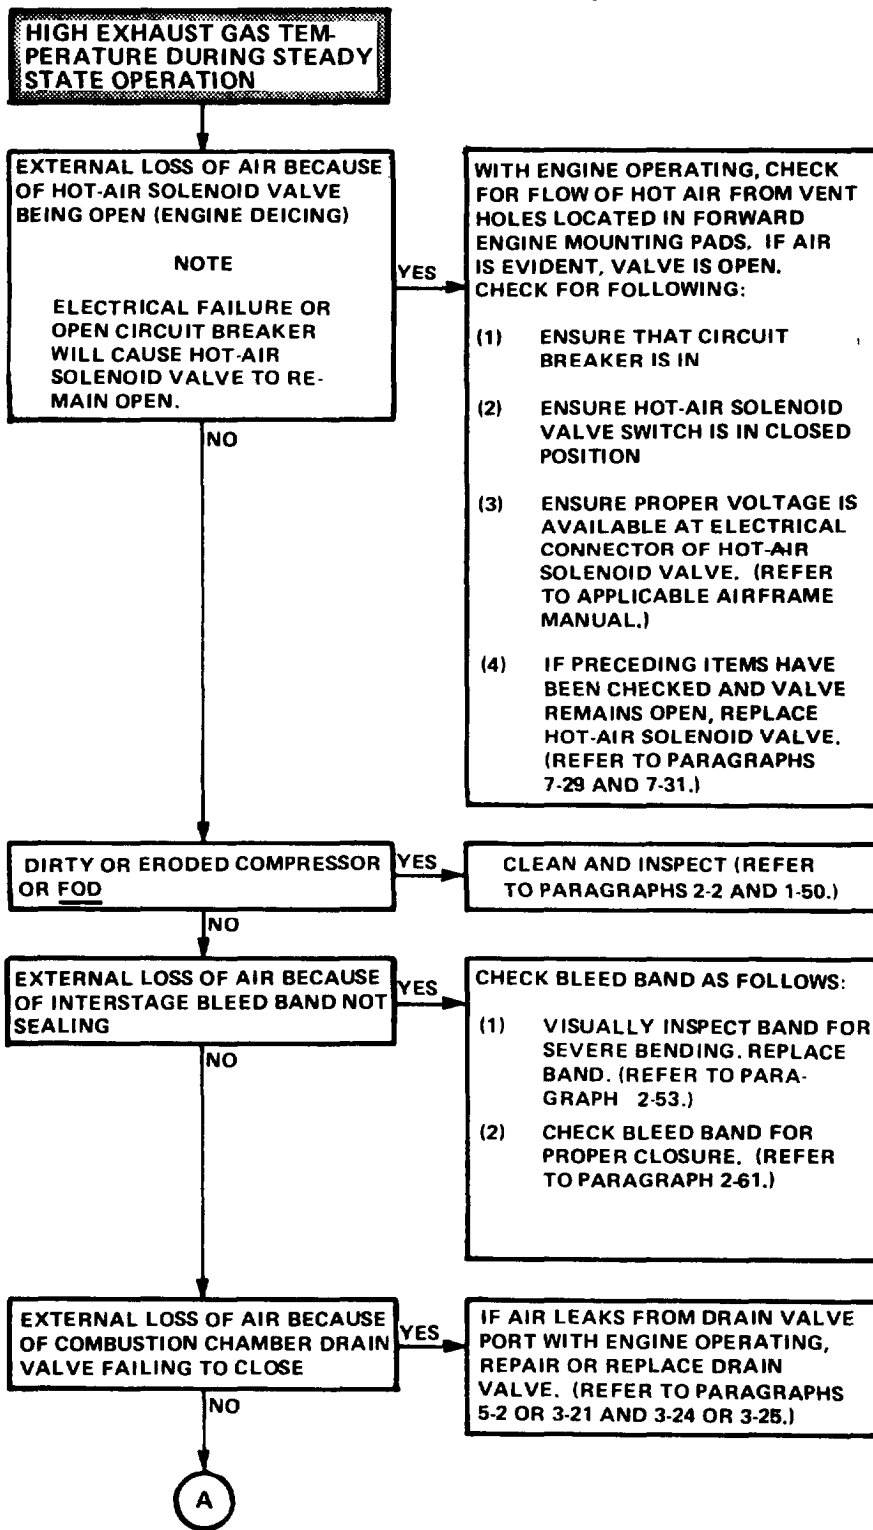 HIGH EXHAUST GAS TEM-
PERATURE DURING STEADY
STATE OPERATION
EXTERNAL LOSS OF AIR BECAUSE
OF HOT-AIR SOLENOID VALVE
BEING OPEN (ENGINE DEICING)
NOTE
ELECTRICAL FAILURE OR
OPEN CIRCUIT BREAKER
WILL CAUSE HOT-AIR
SOLENOID VALVE TO RE-
MAIN OPEN.
YES
WITH ENGINE OPERATING, CHECK
FOR FLOW OF HOT AIR FROM VENT
HOLES LOCATED IN FORWARD
ENGINE MOUNTING PADS. IF AIR
IS EVIDENT, VALVE IS OPEN.
CHECK FOR FOLLOWING:
(1) ENSURE THAT CIRCUIT
BREAKER IS IN
(2) ENSURE HOT-AIR SOLENOID
VALVE SWITCH IS IN CLOSED
POSITION
(3) ENSURE PROPER VOLTAGE IS
AVAILABLE AT ELECTRICAL
CONNECTOR OF HOT-AIR
SOLENOID VALVE. (REFER
TO APPLICABLE AIRFRAME
MANUAL.)
(4) IF PRECEDING ITEMS HAVE
BEEN CHECKED AND VALVE
REMAINS OPEN, REPLACE
HOT-AIR SOLENOID VALVE.
(REFER TO PARAGRAPHS
7-29 AND 7-31.)
NO
DIRTY OR ERODED COMPRESSOR
OR FOD
YES
CLEAN AND INSPECT (REFER
TO PARAGRAPHS 2-2 AND 1-50.)
NO
EXTERNAL LOSS OF AIR BECAUSE
OF INTERSTAGE BLEED BAND NOT
SEALING
YES
CHECK BLEED BAND AS FOLLOWS:
(1) VISUALLY INSPECT BAND FOR
SEVERE BENDING. REPLACE
BAND. (REFER TO PARA-
GRAPH 2-53.)
(2) CHECK BLEED BAND FOR
PROPER CLOSURE. (REFER
TO PARAGRAPH 2-61.)
NO
EXTERNAL LOSS OF AIR BECAUSE
OF COMBUSTION CHAMBER DRAIN
VALVE FAILING TO CLOSE
YES
IF AIR LEAKS FROM DRAIN VALVE
PORT WITH ENGINE OPERATING,
REPAIR OR REPLACE DRAIN
VALVE. (REFER TO PARAGRAPHS
5-2 OR 3-21 AND 3-24 OR 3-25.)
NO
A